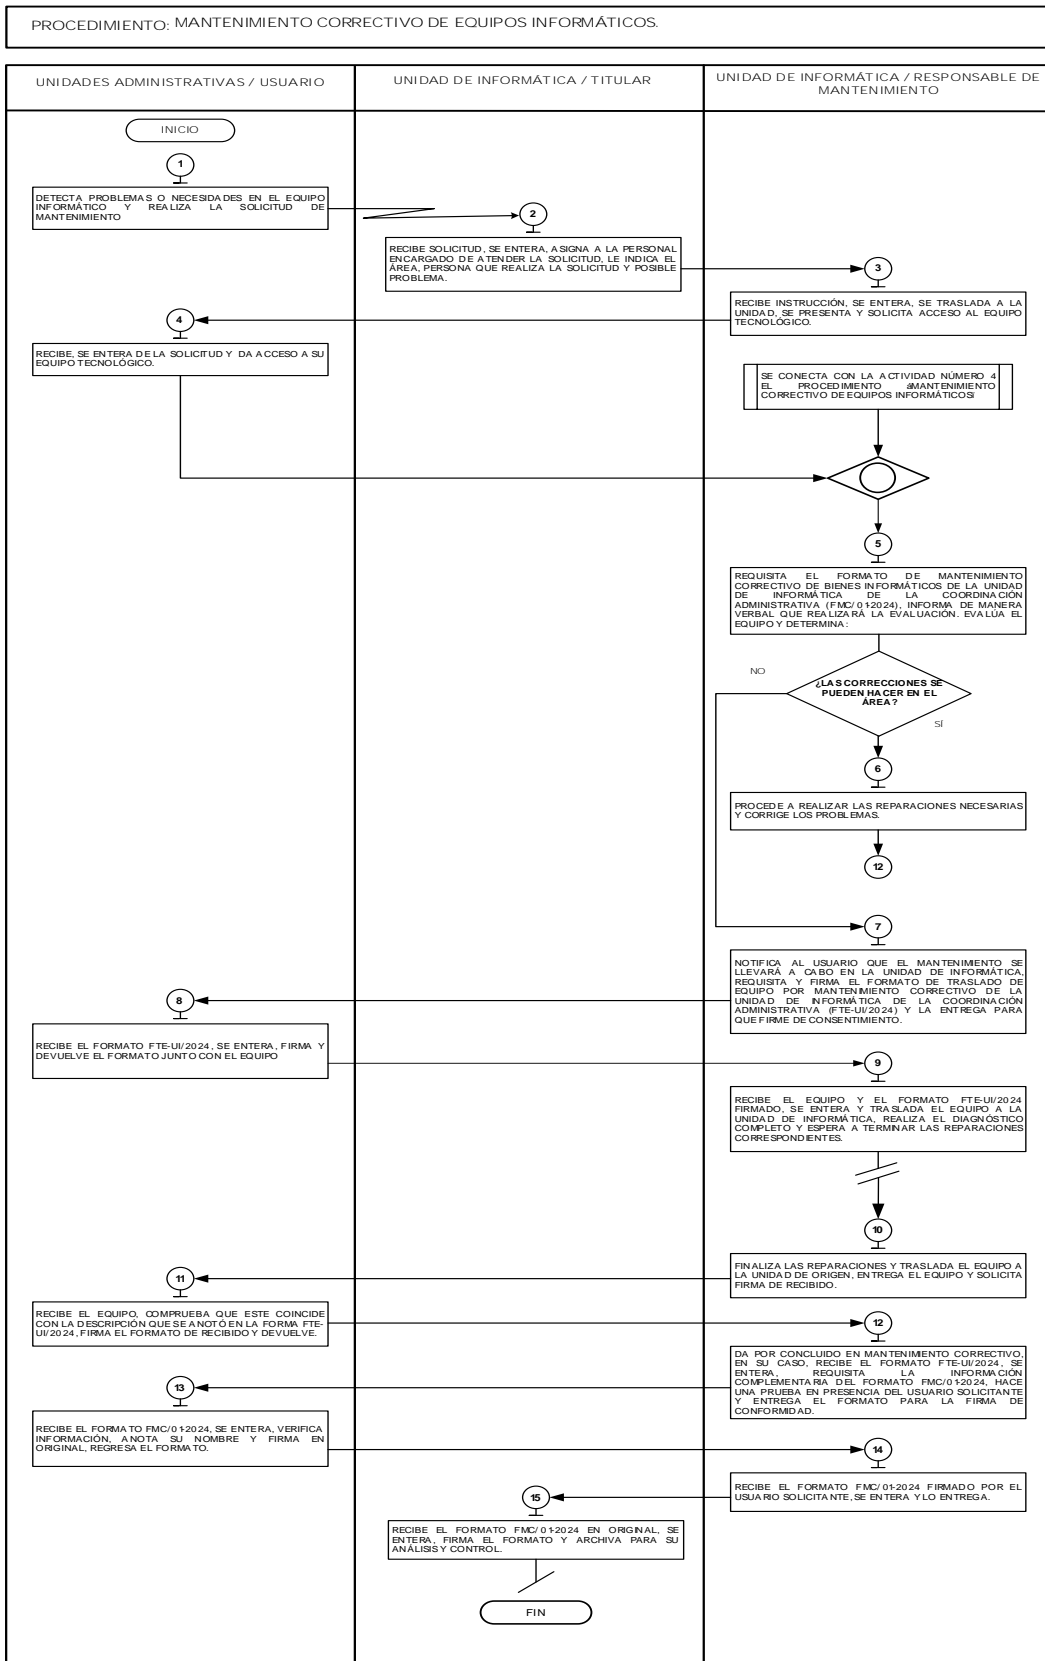 PROCEDIMIENTO: MANTENIMIENTO CORRECTIVO DE EQUIPOS INFORMÁTICOS.
UNIDADES ADMINISTRATIVAS / USUARIO
UNIDAD DE INFORMÁTICA / TITULAR
UNIDAD DE INFORMÁTICA / RESPONSABLE DE
MANTENIMIENTO
INICIO
1
DETECTA PROBLEMAS O NECESIDADES EN EL EQUIPO
INFORMÁTICO Y REALIZA LA SOLICITUD DE
MANTENIMIENTO
2
RECIBE SOLICITUD, SE ENTERA, ASIGNA A LA PERSONAL
ENCARGADO DE ATENDER LA SOLICITUD, LE INDICA EL
ÁREA, PERSONA QUE REALIZA LA SOLICITUD Y POSIBLE
PROBLEMA.
3
RECIBE INSTRUCCIÓN, SE ENTERA, SE TRASLADA A LA
UNIDAD, SE PRESENTA Y SOLICITA ACCESO AL EQUIPO
TECNOLÓGICO.
4
RECIBE, SE ENTERA DE LA SOLICITUD Y DA ACCESO A SU
EQUIPO TECNOLÓGICO.
SE CONECTA CON LA ACTIVIDAD NÚMERO 4
EL PROCEDIMIENTO áMANTENIMIENTO
CORRECTIVO DE EQUIPOS INFORMÁTICOSí
5
REQUISITA EL FORMATO DE MANTENIMIENTO
CORRECTIVO DE BIENES INFORMÁTICOS DE LA UNIDAD
DE INFORMÁTICA DE LA COORDINACIÓN
ADMINISTRATIVA (FMC/01-2024), INFORMA DE MANERA
VERBAL QUE REALIZARÁ LA EVALUACIÓN. EVALÚA EL
EQUIPO Y DETERMINA:
NO
¿LAS CORRECCIONES SE
PUEDEN HACER EN EL
ÁREA?
SÍ
6
PROCEDE A REALIZAR LAS REPARACIONES NECESARIAS
Y CORRIGE LOS PROBLEMAS.
12
7
NOTIFICA AL USUARIO QUE EL MANTENIMIENTO SE
LLEVARÁ A CABO EN LA UNIDAD DE INFORMÁTICA,
REQUISITA Y FIRMA EL FORMATO DE TRASLADO DE
EQUIPO POR MANTENIMIENTO CORRECTIVO DE LA
UNIDAD DE INFORMÁTICA DE LA COORDINACIÓN
ADMINISTRATIVA (FTE-UI/2024) Y LA ENTREGA PARA
QUE FIRME DE CONSENTIMIENTO.
8
RECIBE EL FORMATO FTE-UI/2024, SE ENTERA, FIRMA Y
DEVUELVE EL FORMATO JUNTO CON EL EQUIPO
9
RECIBE EL EQUIPO Y EL FORMATO FTE-UI/2024
FIRMADO, SE ENTERA Y TRASLADA EL EQUIPO A LA
UNIDAD DE INFORMÁTICA, REALIZA EL DIAGNÓSTICO
COMPLETO Y ESPERA A TERMINAR LAS REPARACIONES
CORRESPONDIENTES.
10
FINALIZA LAS REPARACIONES Y TRASLADA EL EQUIPO A
LA UNIDAD DE ORIGEN, ENTREGA EL EQUIPO Y SOLICITA
FIRMA DE RECIBIDO.
11
RECIBE EL EQUIPO, COMPRUEBA QUE ESTE COINCIDE
CON LA DESCRIPCIÓN QUE SE ANOTÓ EN LA FORMA FTE-
UI/2024, FIRMA EL FORMATO DE RECIBIDO Y DEVUELVE.
12
DA POR CONCLUIDO EN MANTENIMIENTO CORRECTIVO,
EN SU CASO, RECIBE EL FORMATO FTE-UI/2024, SE
ENTERA, REQUISITA LA INFORMACIÓN
COMPLEMENTARIA DEL FORMATO FMC/01-2024, HACE
UNA PRUEBA EN PRESENCIA DEL USUARIO SOLICITANTE
Y ENTREGA EL FORMATO PARA LA FIRMA DE
CONFORMIDAD.
13
RECIBE EL FORMATO FMC/01-2024, SE ENTERA, VERIFICA
INFORMACIÓN, ANOTA SU NOMBRE Y FIRMA EN
ORIGINAL, REGRESA EL FORMATO.
14
RECIBE EL FORMATO FMC/01-2024 FIRMADO POR EL
USUARIO SOLICITANTE, SE ENTERA Y LO ENTREGA.
15
RECIBE EL FORMATO FMC/01-2024 EN ORIGINAL, SE
ENTERA, FIRMA EL FORMATO Y ARCHIVA PARA SU
ANÁLISIS Y CONTROL.
FIN